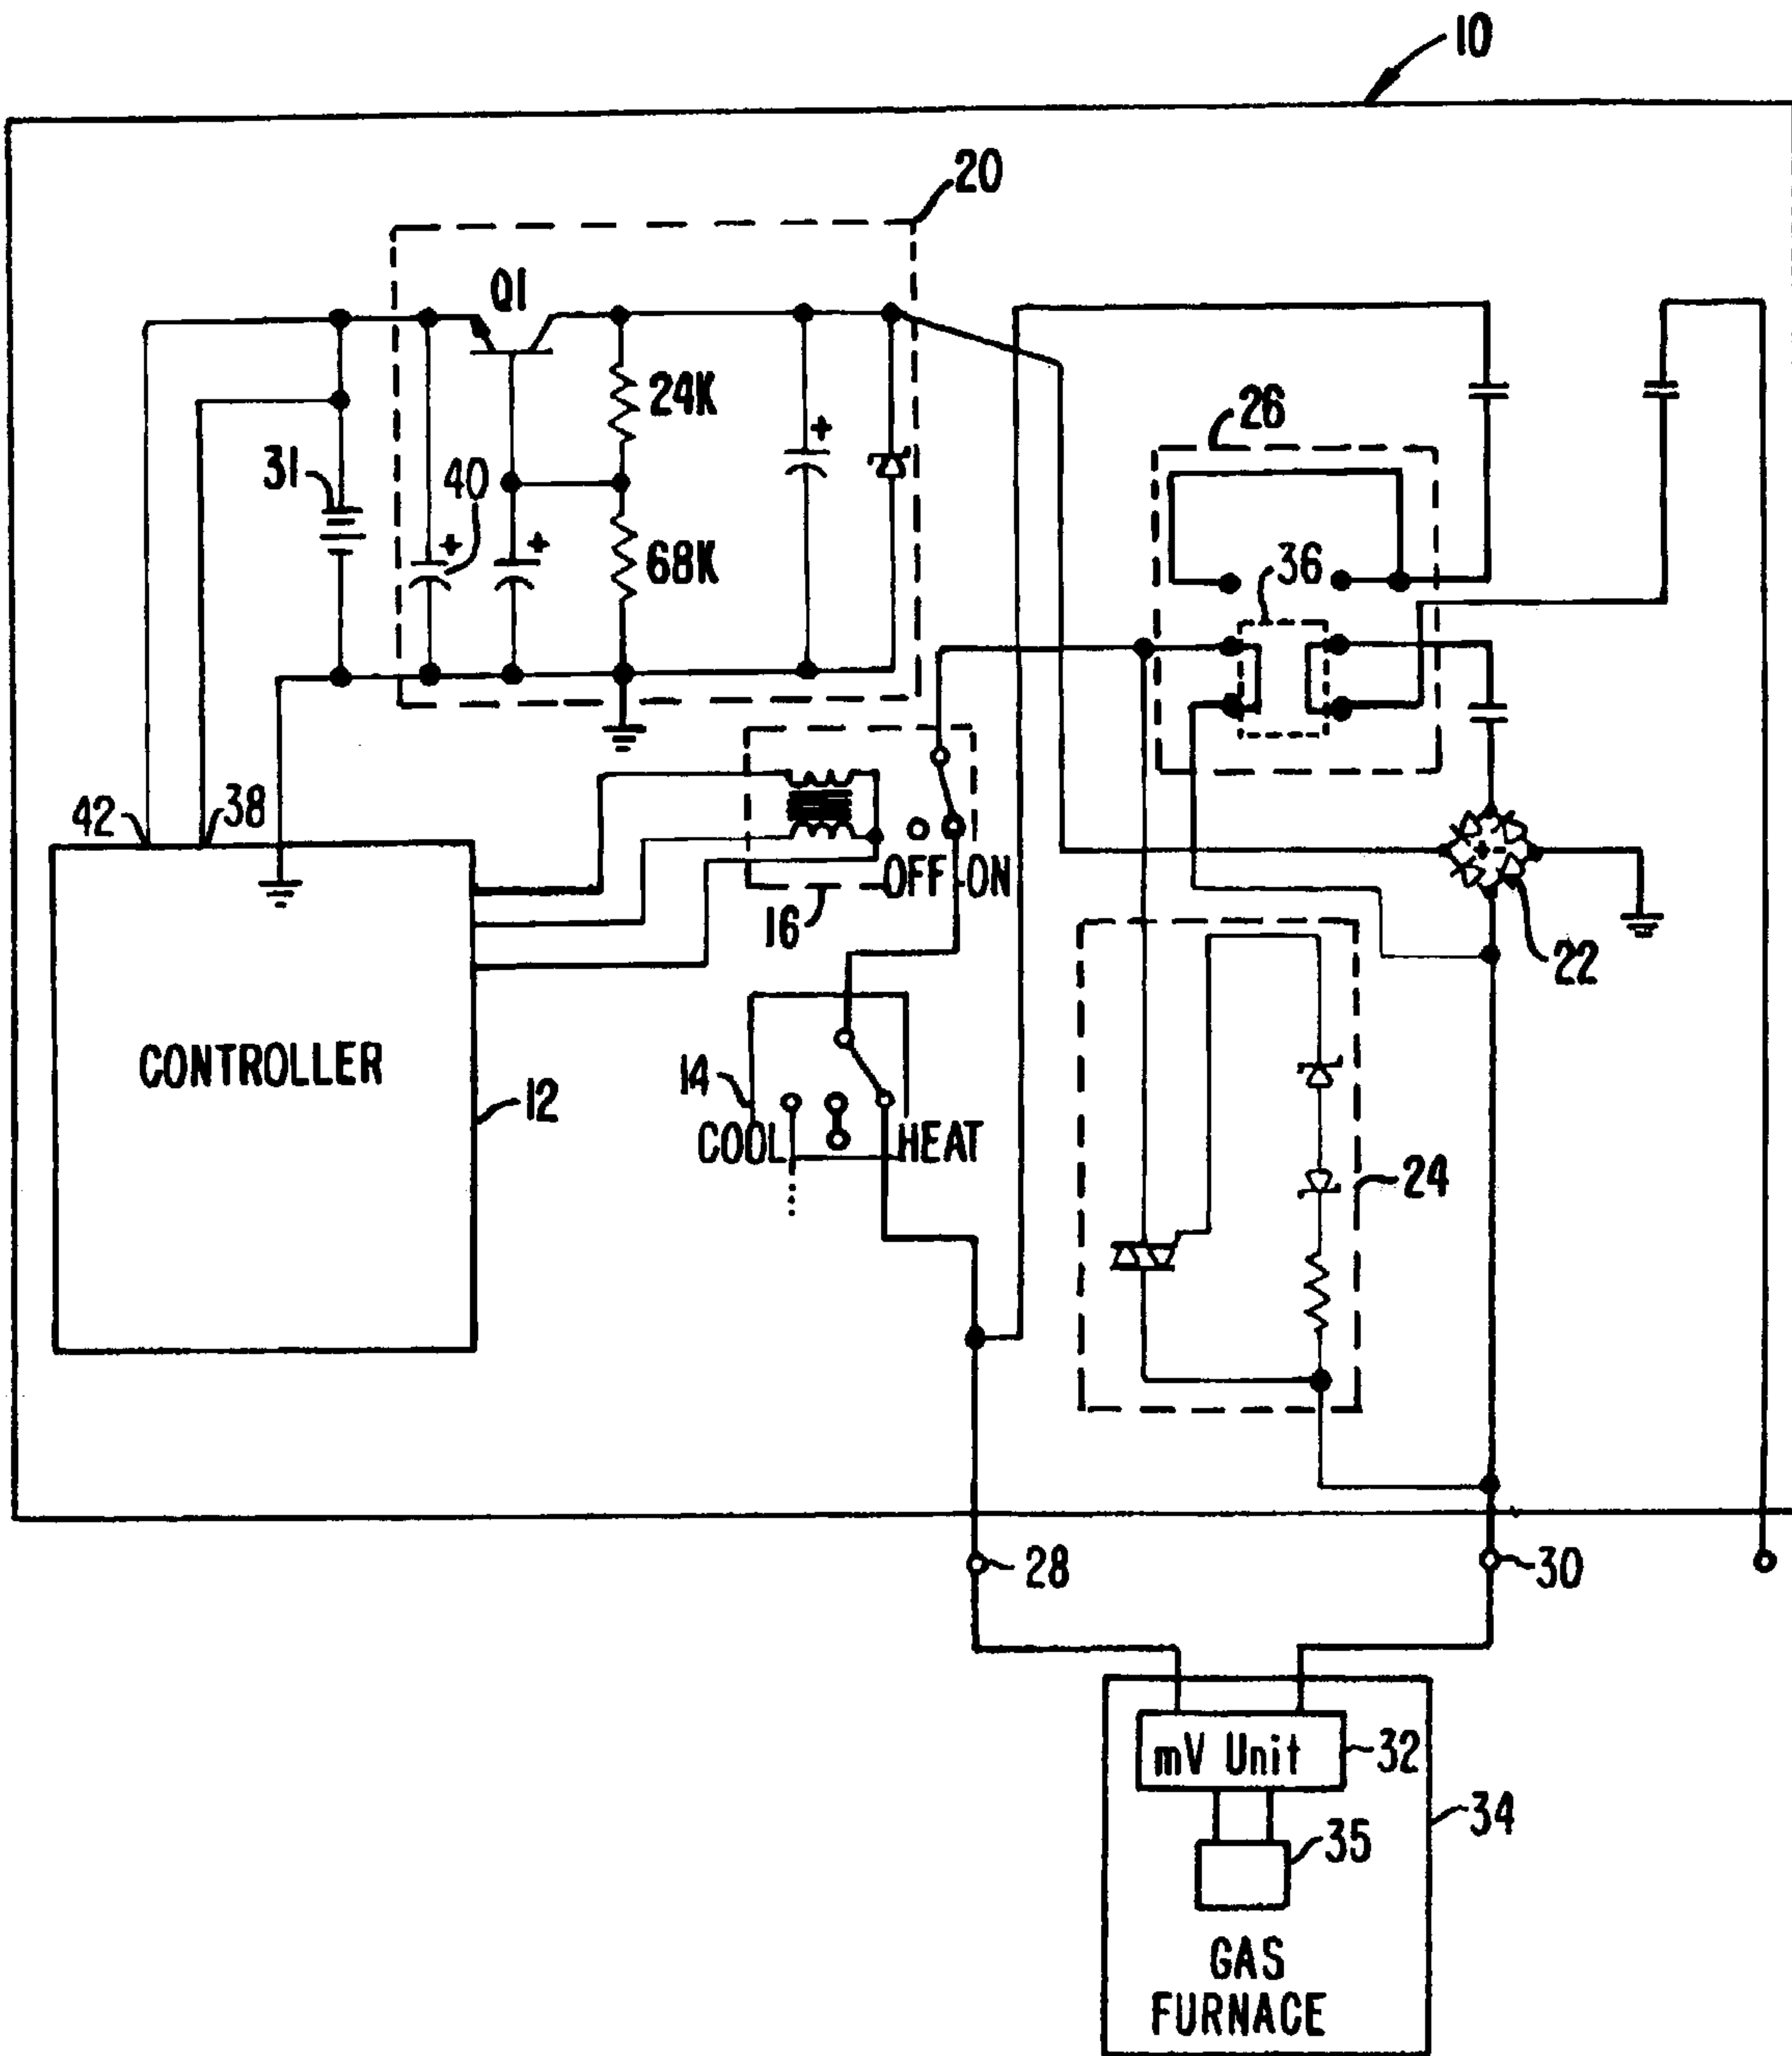 10
20
Q1
24K
+
26
31
40
+
+
68K
36
42
38
+ -
OFF ON
16
22
CONTROLLER
12
14
COOL
HEAT
24
28
30
mV Unit
32
34
35
GAS
FURNACE